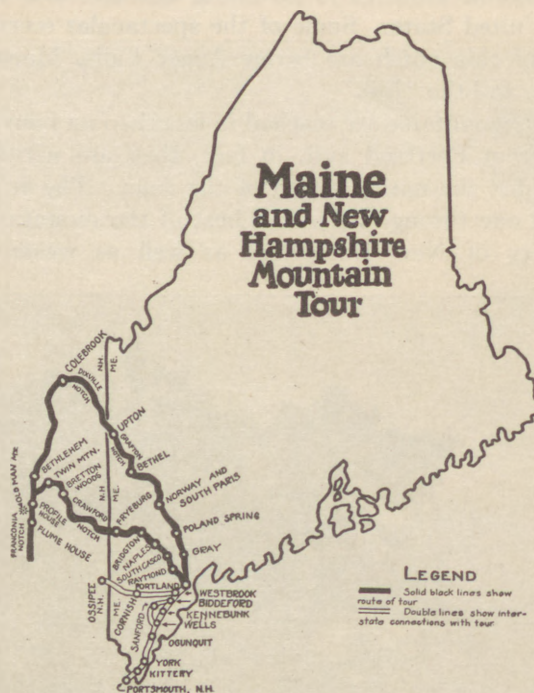 Maine
and New
Hampshire
Mountain
Tour
COLEBROOK
DIXVILLE
NOTCH
N.H.
ME.
UPTON
GRAFTON
NOTCH
BETHEL
BETHLEHEM
TWIN MTN.
BRETTON
WOODS
OLD MAN MT.
N.H.
ME.
CRAWFORD
NOTCH
FRYEBURG
NORWAY AND
SOUTH PARIS
FRANCONIA
NOTCH
PROFILE
HOUSE
FLUME HOUSE
POLAND SPRING
GRAY
BRIDGTON
NAPLES
SOUTH CASCO
RAYMOND
PORTLAND
WESTBROOK
BIDDEFORD
KENNEBUNK
WELLS
OGUNQUIT
OSSIPEE
N.H.
ME.
CORNISH
SANFORD
YORK
KITTERY
PORTSMOUTH, N.H.
LEGEND
Solid black lines show
route of tour
Double lines show inter-
state connections with tour